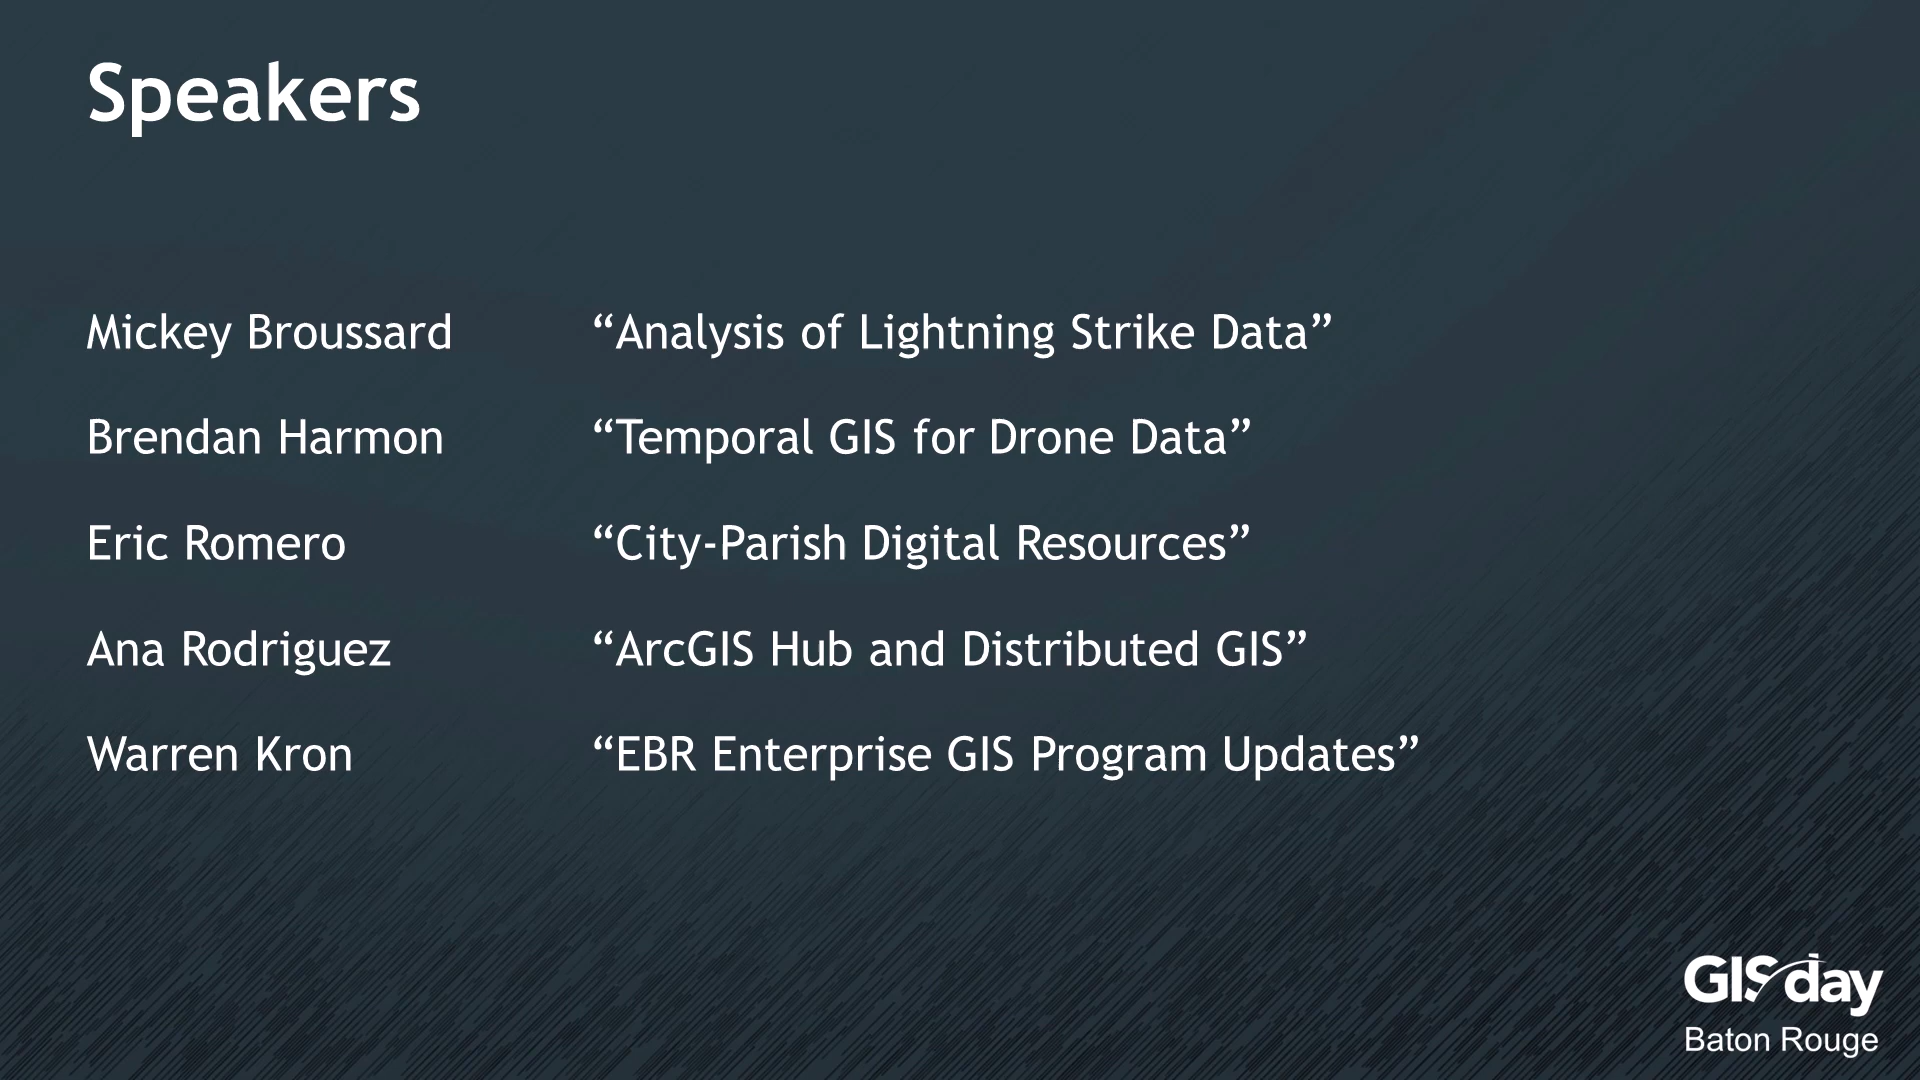 Speakers
Mickey Broussard “Analysis of Lightning Strike Data”
Brendan Harmon “Temporal GIS for Drone Data”
Eric Romero “City-Parish Digital Resources”
Ana Rodriguez “ArcGIS Hub and Distributed GIS”
Warren Kron “EBR Enterprise GIS Program Updates”
GISday
Baton Rouge